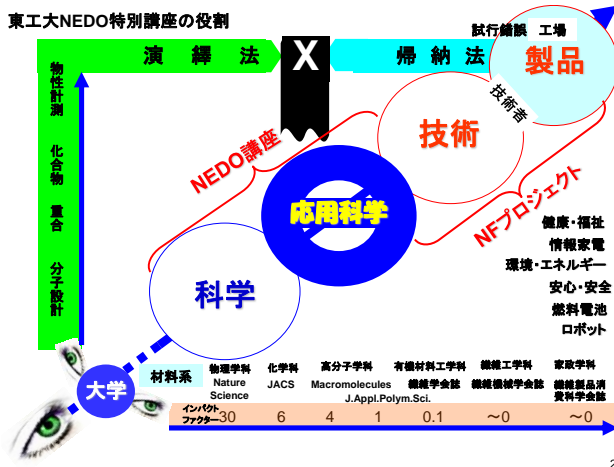 東工大NEDO特別講座の役割
試行錯誤 工場
演繹法
X
帰納法
製品
技術者
技術
物性計測
化合物
重合
分子設計
NEDO講座
応用科学
NFプロジェクト
科学
健康・福祉
情報家電
環境・エネルギー
安心・安全
燃料電池
ロボット
大学
材料系
物理学科 化学科 高分子学科 有機材料工学科 繊維工学科 家政学科
Nature JACS Macromolecules 繊維学会誌 繊維機械学会誌 繊維製品消
Science J.Appl.Polym.Sci. 費科学会誌
インパクト
ファクター 30 6 4 1 0.1 ～0 ～0